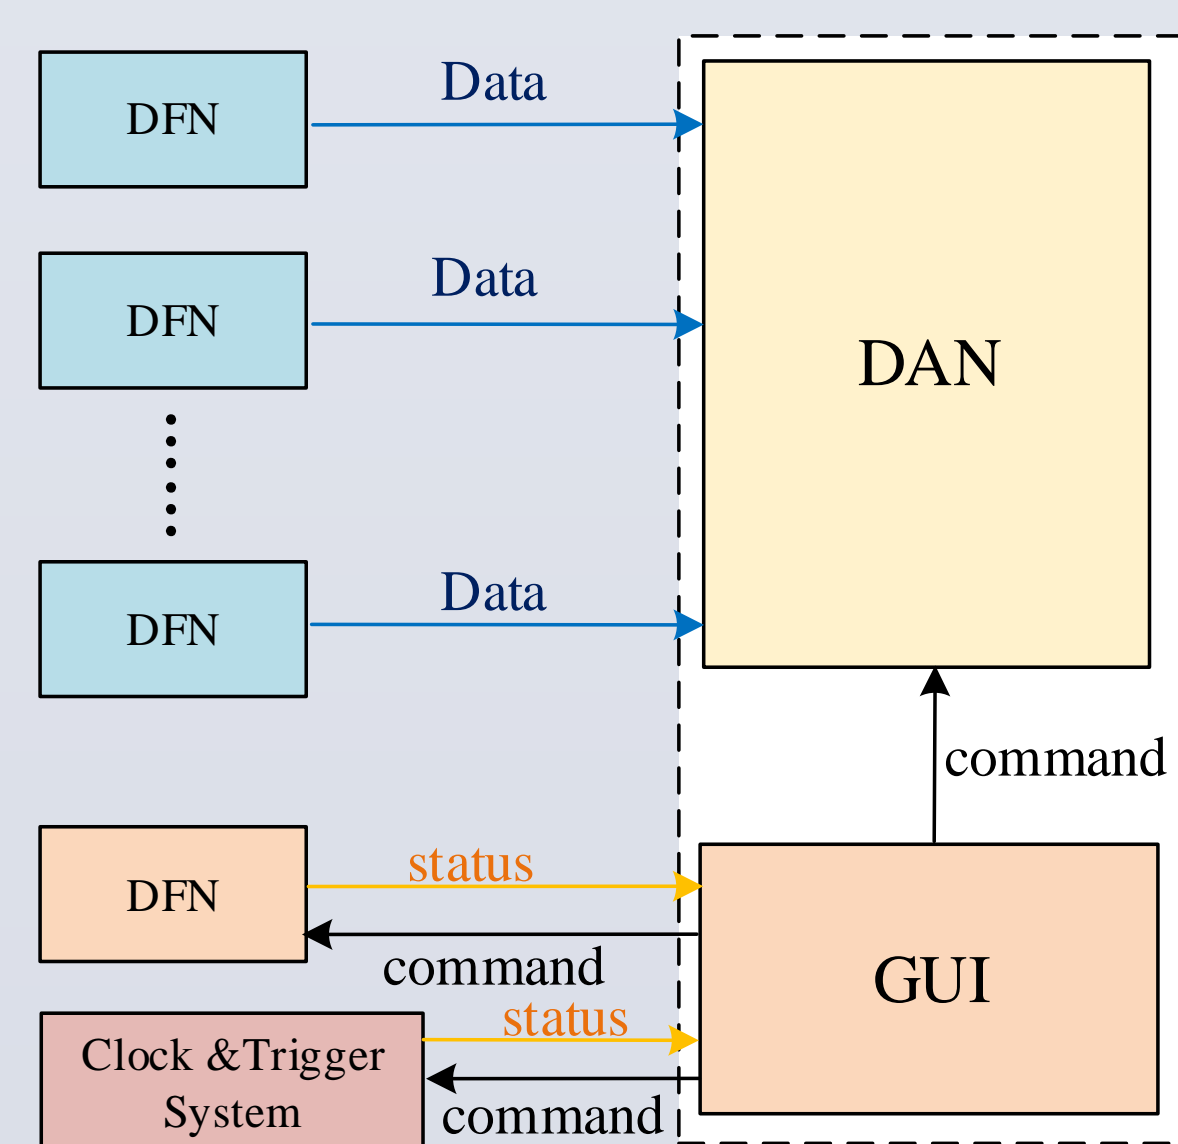 DFN
Data
DFN
Data
DAN
DFN
Data
command
DFN
status
command
GUI
Clock &Trigger
System
status
command